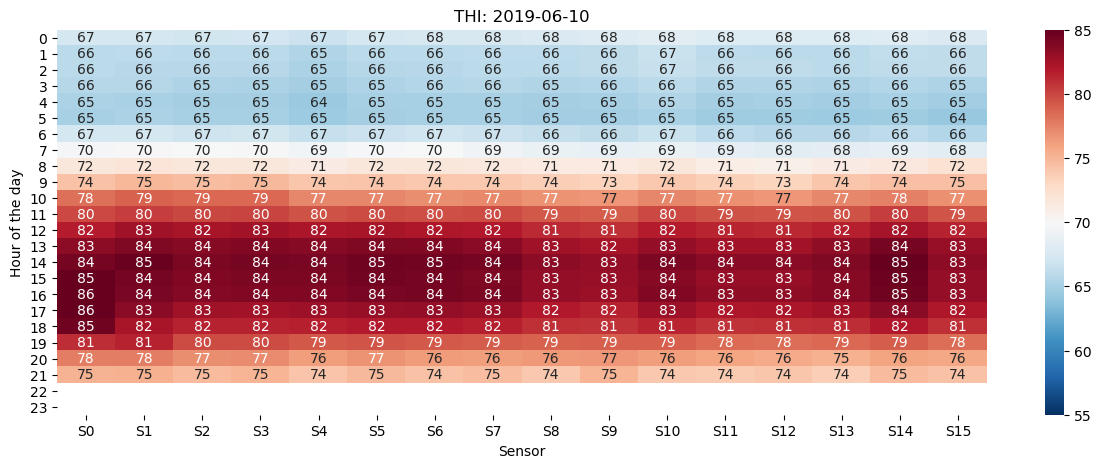 THI: 2019-06-10
Hour of the day
0 67 67 67 67 67 67 68 68 68 68 68 68 68 68 68 68
1 66 66 66 66 65 66 66 66 66 66 67 66 66 66 66 66
2 66 66 66 66 65 66 66 66 66 66 67 66 66 66 66 66
3 66 66 65 65 65 65 66 66 66 66 66 65 65 65 66 65
4 65 65 65 65 64 65 65 65 65 65 65 65 65 65 65 65
5 65 65 65 65 65 65 65 65 65 65 65 65 65 65 65 64
6 67 67 67 67 67 67 67 67 66 66 67 66 66 66 66 66
7 70 70 70 70 69 70 70 69 69 69 69 69 68 68 69 68
8 72 72 72 72 71 72 72 72 71 71 72 71 71 71 72 72
9 74 75 75 75 74 74 74 74 74 73 74 74 73 74 74 75
10 78 79 79 79 77 77 77 77 77 77 77 77 77 77 78 77
11 80 80 80 80 80 80 80 80 79 79 80 79 79 80 80 79
12 82 83 82 83 82 82 82 82 81 81 82 81 81 82 82 82
13 83 84 84 84 84 84 84 84 83 82 83 83 83 83 84 83
14 84 85 84 84 84 85 85 84 83 83 84 84 83 84 85 83
15 85 84 84 84 84 84 84 84 83 83 84 83 83 84 85 83
16 86 84 84 84 84 84 84 84 83 83 84 83 83 84 85 83
17 86 83 83 83 83 83 83 83 82 82 83 82 82 83 84 82
18 85 82 82 82 82 82 82 82 81 81 81 81 81 81 82 81
19 81 81 80 80 79 79 79 79 79 79 79 78 78 79 79 78
20 78 78 77 77 76 77 76 76 76 77 76 76 76 75 76 76
21 75 75 75 75 74 75 74 75 74 75 74 74 74 74 75 74
22
23
S0 S1 S2 S3 S4 S5 S6 S7 S8 S9 S10 S11 S12 S13 S14 S15
Sensor
85
80
75
70
65
60
55